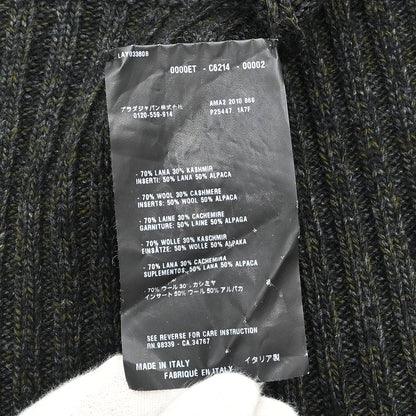 LAY033808
0000ET - C6214 - 00002
プラダジャパン株式会社
0120-559-914
AMA2 2010 866
P25447. 1A7F
- 70% LANA 30% KASHMIR
INSERTI: 50% LANA 50% ALPACA
- 70% WOOL 30% CASHMERE
INSERTS: 50% WOOL 50% ALPACA
- 70% LAINE 30% CACHEMIRE
GARNITURE: 50% LAINE 50% ALPAGA
- 70% WOLLE 30% KASCHMIR
EINSÄTZE: 50% WOLLE 50% ALPAKA
- 70% LANA 30% CACHEMIRA
SUPLEMENTOS: 50% LANA 50% ALPACA
- 70% ウール 30% カシミヤ
インサート 50% ウール 50% アルパカ
SEE REVERSE FOR CARE INSTRUCTION
RN.98339 - CA.34767
MADE IN ITALY イタリア製
FABRIQUÉ EN ITALY